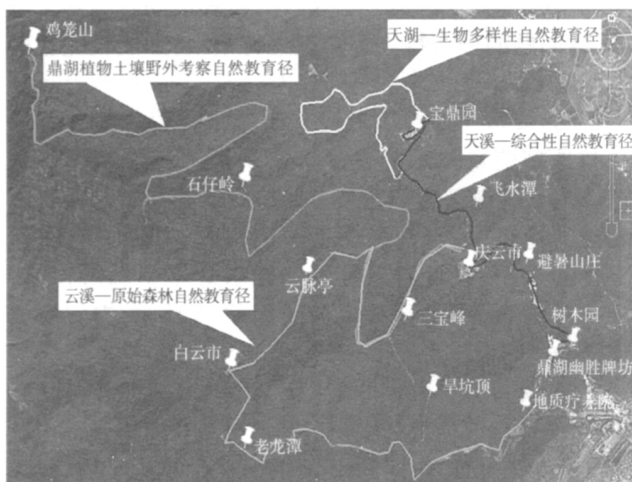 鸡笼山
天湖—生物多样性自然教育径
鼎湖植物土壤野外考察自然教育径
宝鼎园
天溪—综合性自然教育径
石仔岭
飞水潭
庆云市
避暑山庄
云脉亭
云溪—原始森林自然教育径
三宝峰
树木园
白云市
鼎湖幽胜牌坊
旱坑顶
地质疗养院
老龙潭